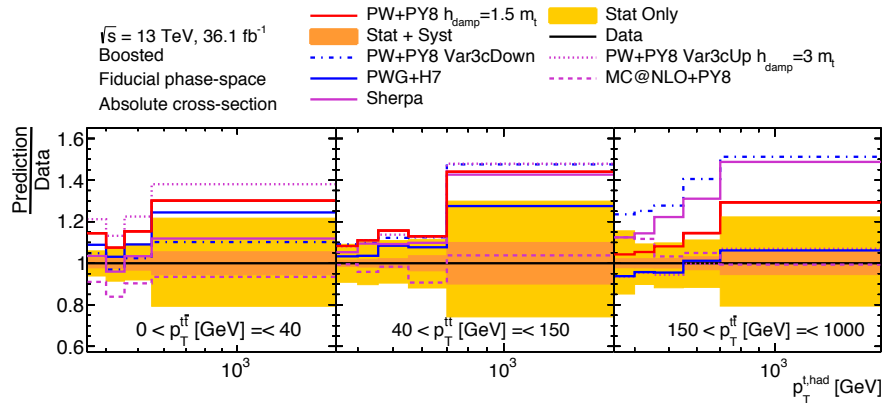 √s = 13 TeV, 36.1 fb⁻¹
Boosted
Fiducial phase-space
Absolute cross-section
PW+PY8 h_damp=1.5 m_t
Stat + Syst
PW+PY8 Var3cDown
PWG+H7
Sherpa
Stat Only
Data
PW+PY8 Var3cUp h_damp=3 m_t
MC@NLO+PY8
Prediction
Data
1.6
1.4
1.2
1
0.8
0.6
0 < p_T^{tt̄} [GeV] =< 40
40 < p_T^{tt̄} [GeV] =< 150
150 < p_T^{tt̄} [GeV] =< 1000
10³
10³
10³
p_T^{t,had} [GeV]